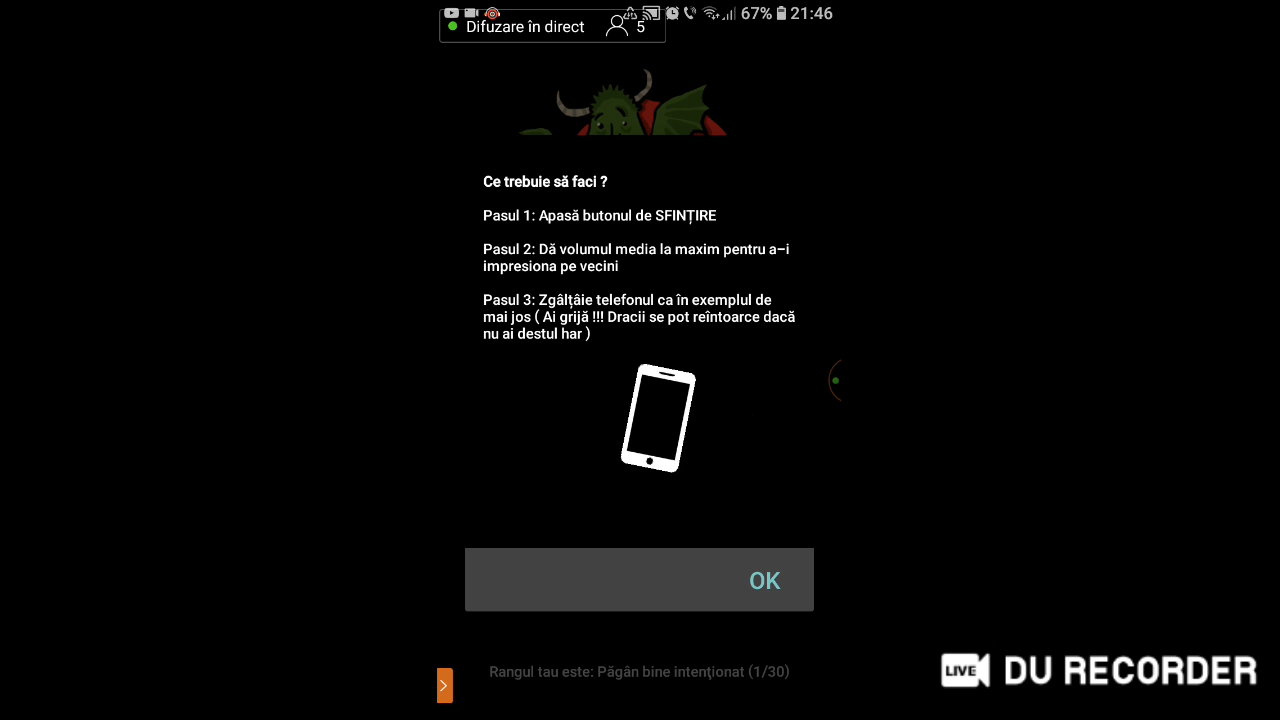 67% 21:46
Difuzare în direct 5
Ce trebuie să faci ?
Pasul 1: Apasă butonul de SFINȚIRE
Pasul 2: Dă volumul media la maxim pentru a-i
impresiona pe vecini
Pasul 3: Zgâlțâie telefonul ca în exemplul de
mai jos ( Ai grijă !!! Dracii se pot reîntoarce dacă
nu ai destul har )
OK
Rangul tau este: Păgân bine intenţionat (1/30)
LIVE DU RECORDER